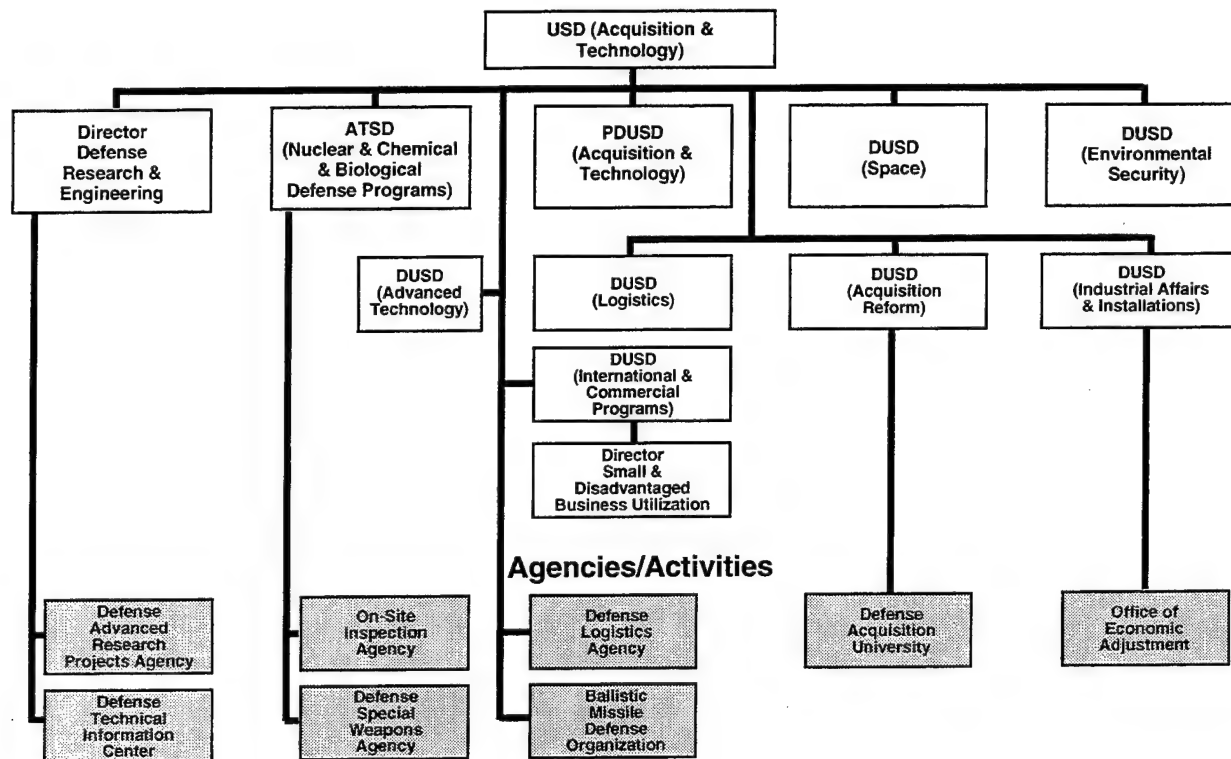 USD (Acquisition &
Technology)
Director
Defense
Research &
Engineering
ATSD
(Nuclear & Chemical
& Biological
Defense Programs)
PDUSD
(Acquisition &
Technology)
DUSD
(Space)
DUSD
(Environmental
Security)
DUSD
(Advanced
Technology)
DUSD
(Logistics)
DUSD
(Acquisition
Reform)
DUSD
(Industrial Affairs
& Installations)
DUSD
(International &
Commercial
Programs)
Director
Small &
Disadvantaged
Business Utilization
Agencies/Activities
Defense
Advanced
Research
Projects Agency
On-Site
Inspection
Agency
Defense
Logistics
Agency
Defense
Acquisition
University
Office of
Economic
Adjustment
Defense
Technical
Information
Center
Defense
Special
Weapons
Agency
Ballistic
Missile
Defense
Organization